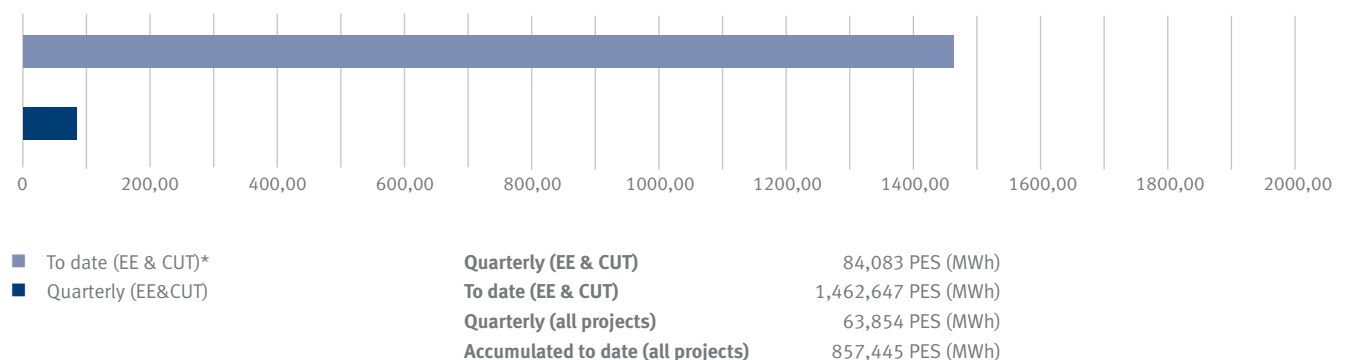 0 200,00 400,00 600,00 800,00 1000,00 1200,00 1400,00 1600,00 1800,00 2000,00
To date (EE & CUT)*
Quarterly (EE&CUT)
Quarterly (EE & CUT) 84,083 PES (MWh)
To date (EE & CUT) 1,462,647 PES (MWh)
Quarterly (all projects) 63,854 PES (MWh)
Accumulated to date (all projects) 857,445 PES (MWh)